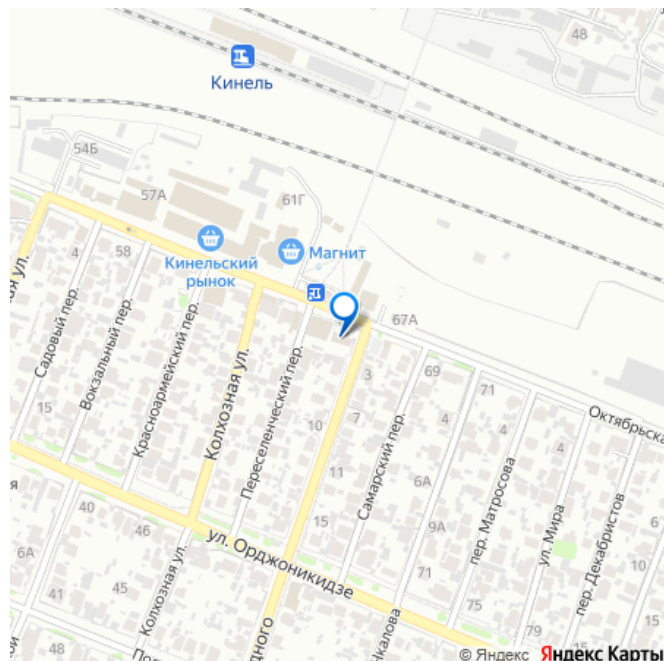 48
Кинель
54Б
57А
61Г
Магнит
Кинельский
рынок
58
4
67А
ная ул.
Садовый пер.
Вокзальный пер.
Красноармейский пер.
Колхозная ул.
Переселенческий пер.
3
69
71
Октябрьска
15
10
7
4
4
Самарский пер.
11
6А
пер. Матросова
ул. Мира
пер. Декабристов
я
40
46
15
9А
6А
ул. Орджоникидзе
41
45
Колхозная ул.
71
75
79
48
По
дного
Чкалова
© Яндекс Яндекс Карты